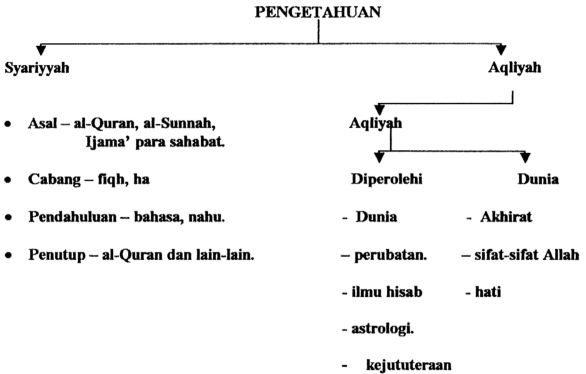 PENGETAHUAN
Syariyyah
Aqliyah
• Asal – al-Quran, al-Sunnah,
Ijama’ para sahabat.
Aqliyah
• Cabang – fiqh, ha
Diperolehi
Dunia
• Pendahuluan – bahasa, nahu.
- Dunia
- Akhirat
• Penutup – al-Quran dan lain-lain.
– perubatan.
– sifat-sifat Allah
- ilmu hisab
- hati
- astrologi.
- kejututeraan